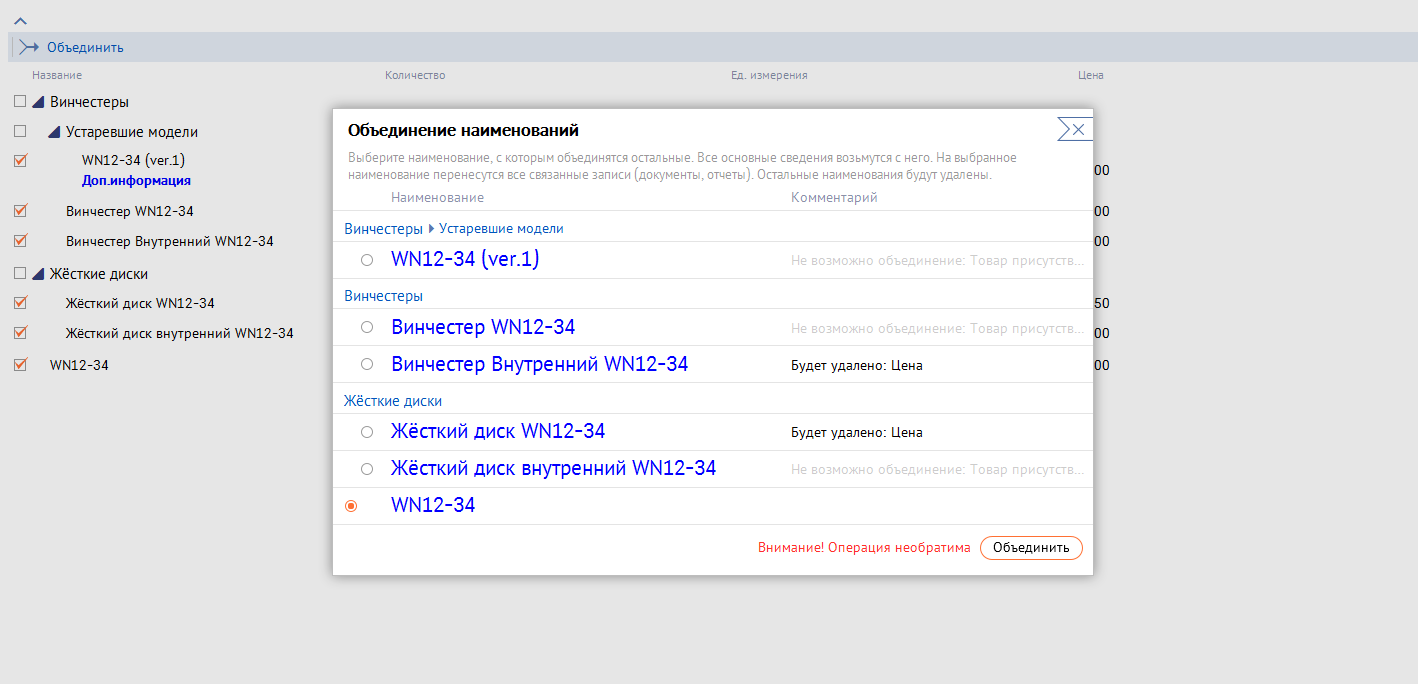 Объединить
Название Количество Ед. измерения Цена
Винчестеры
Устаревшие модели
WN12-34 (ver.1)
Доп.информация
00
Винчестер WN12-34 00
Винчестер Внутренний WN12-34 00
Жёсткие диски
Жёсткий диск WN12-34 50
Жёсткий диск внутренний WN12-34 00
WN12-34 00
Объединение наименований
Выберите наименование, с которым объединятся остальные. Все основные сведения возьмутся с него. На выбранное
наименование перенесутся все связанные записи (документы, отчеты). Остальные наименования будут удалены.
Наименование Комментарий
Винчестеры Устаревшие модели
WN12-34 (ver.1) Не возможно объединение: Товар присутств...
Винчестеры
Винчестер WN12-34 Не возможно объединение: Товар присутств...
Винчестер Внутренний WN12-34 Будет удалено: Цена
Жёсткие диски
Жёсткий диск WN12-34 Будет удалено: Цена
Жёсткий диск внутренний WN12-34 Не возможно объединение: Товар присутств...
WN12-34
Внимание! Операция необратима Объединить